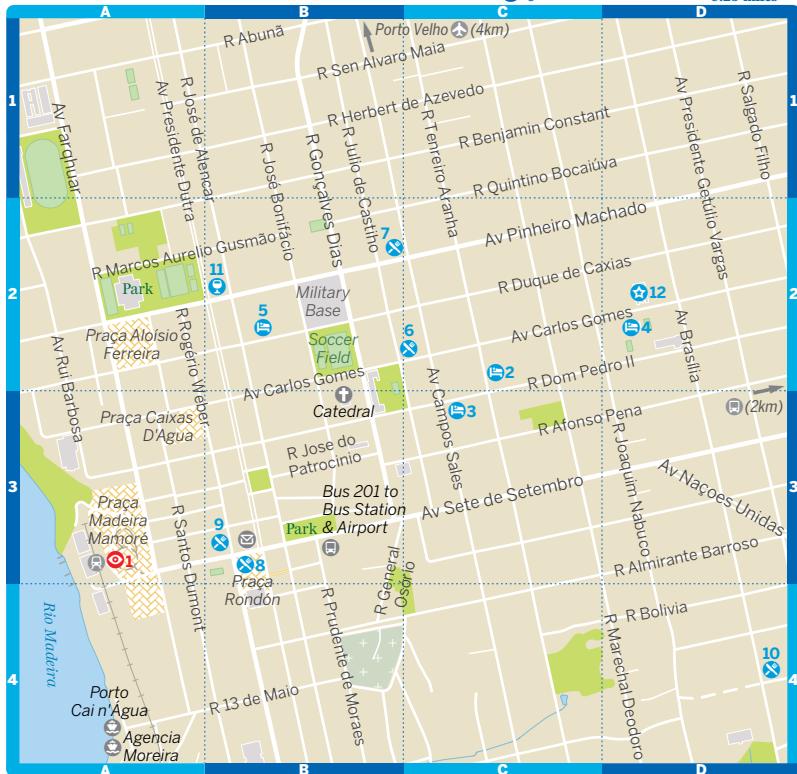 A
B
C
D
Porto Velho (4km)
R Abunã
R Sen Alvaro Maia
R Herbert de Azevedo
R Benjamin Constant
R Quintino Bocaiúva
R Salgado Filho
Av Presidente Getúlio Vargas
R Tenreiro Aranha
R Julio de Castiho
R Gonçalves Dias
R José Bonifácio
R José de Alencar
Av Presidente Dutra
Av Farqhuar
1
1
Av Pinheiro Machado
R Marcos Aurelio Gusmão
7
11
Park
Military
Base
R Duque de Caxias
12
2
2
5
4
Av Carlos Gomes
Av Brasília
Praça Aloísio
Ferreira
Soccer
Field
6
R Rogério Weber
Av Rui Barbosa
Av Carlos Gomes
2
R Dom Pedro II
Catedral
Av Campos Sales
3
(2km)
Praça Caixas
D'Agua
R Afonso Pena
R Jose do
Patrocinio
R Joaquim Nabuco
Av Naçoes Unidas
3
3
Av Sete de Setembro
Bus 201 to
Bus Station
& Airport
Park
Praça
Madeira
Mamoré
R Santos Dumont
9
1
8
Praça
Rondón
R General
Osório
R Almirante Barroso
R Bolivia
R Marechal Deodoro
R Prudente de Moraes
Rio Madeira
10
4
4
R 13 de Maio
Porto
Cai n'Água
Agencia
Moreira
A
B
C
D